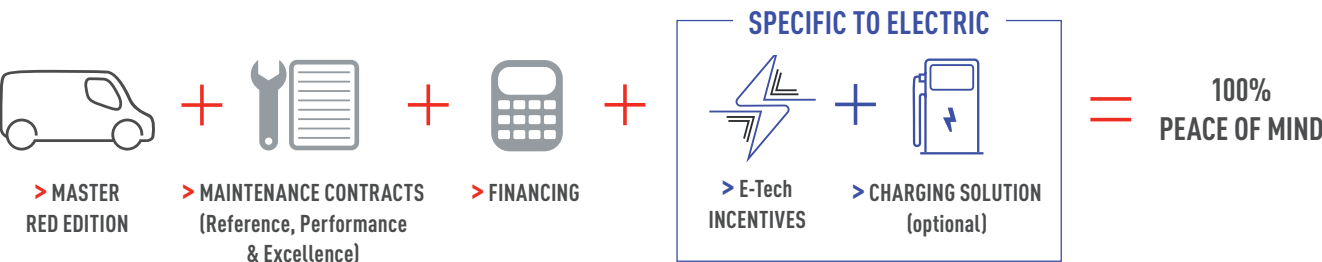 SPECIFIC TO ELECTRIC
100%
PEACE OF MIND
> MASTER
RED EDITION
> MAINTENANCE CONTRACTS
(Reference, Performance
& Excellence)
> FINANCING
> E-Tech
INCENTIVES
> CHARGING SOLUTION
(optional)